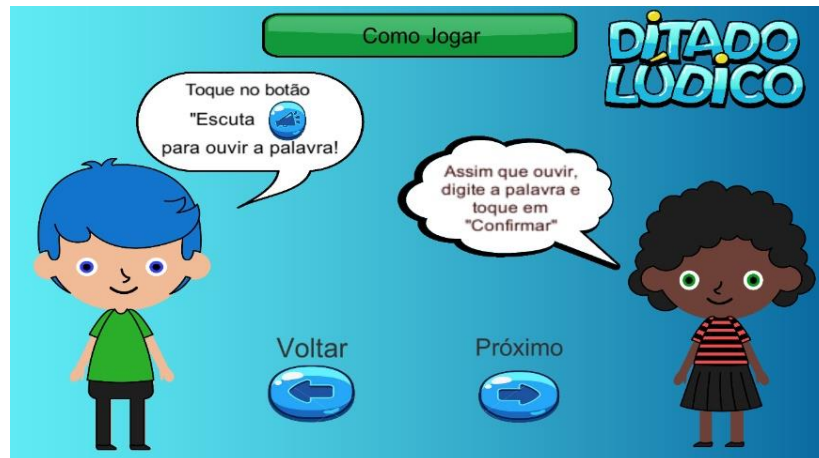 Como Jogar
DITADO
LÚDICO
Toque no botão
"Escuta
para ouvir a palavra!
Assim que ouvir,
digite a palavra e
toque em
"Confirmar"
Voltar
Próximo